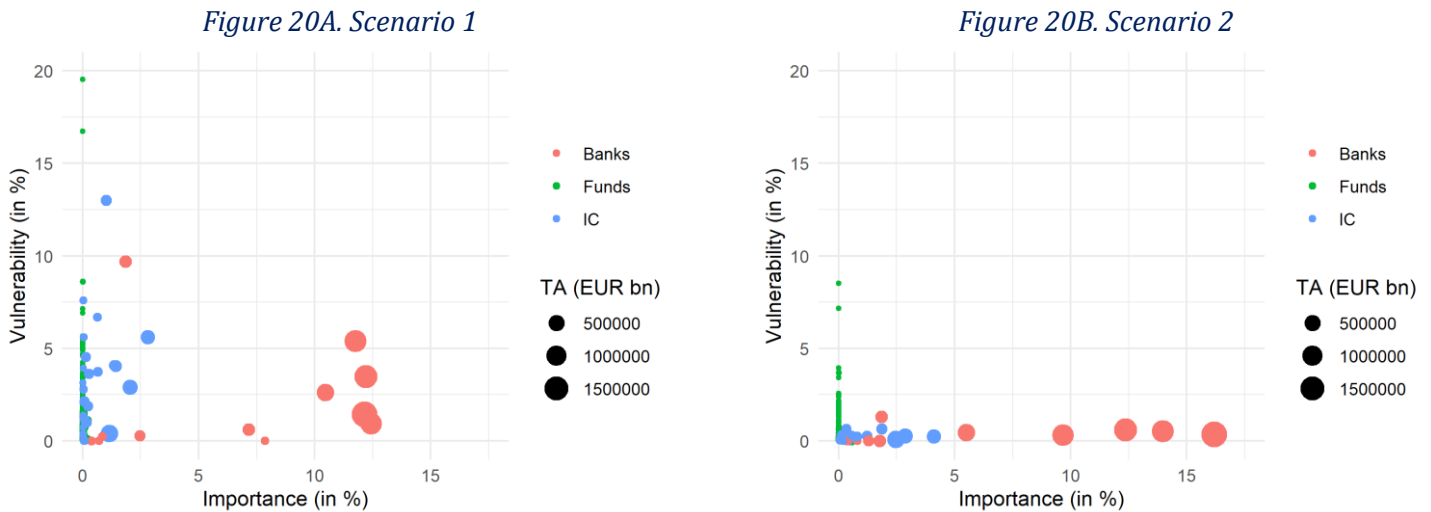 Figure 20A. Scenario 1
20
15
10
5
0
Vulnerability (in %)
0 5 10 15
Importance (in %)
Banks
Funds
IC
TA (EUR bn)
500000
1000000
1500000
Figure 20B. Scenario 2
20
15
10
5
0
Vulnerability (in %)
0 5 10 15
Importance (in %)
Banks
Funds
IC
TA (EUR bn)
500000
1000000
1500000